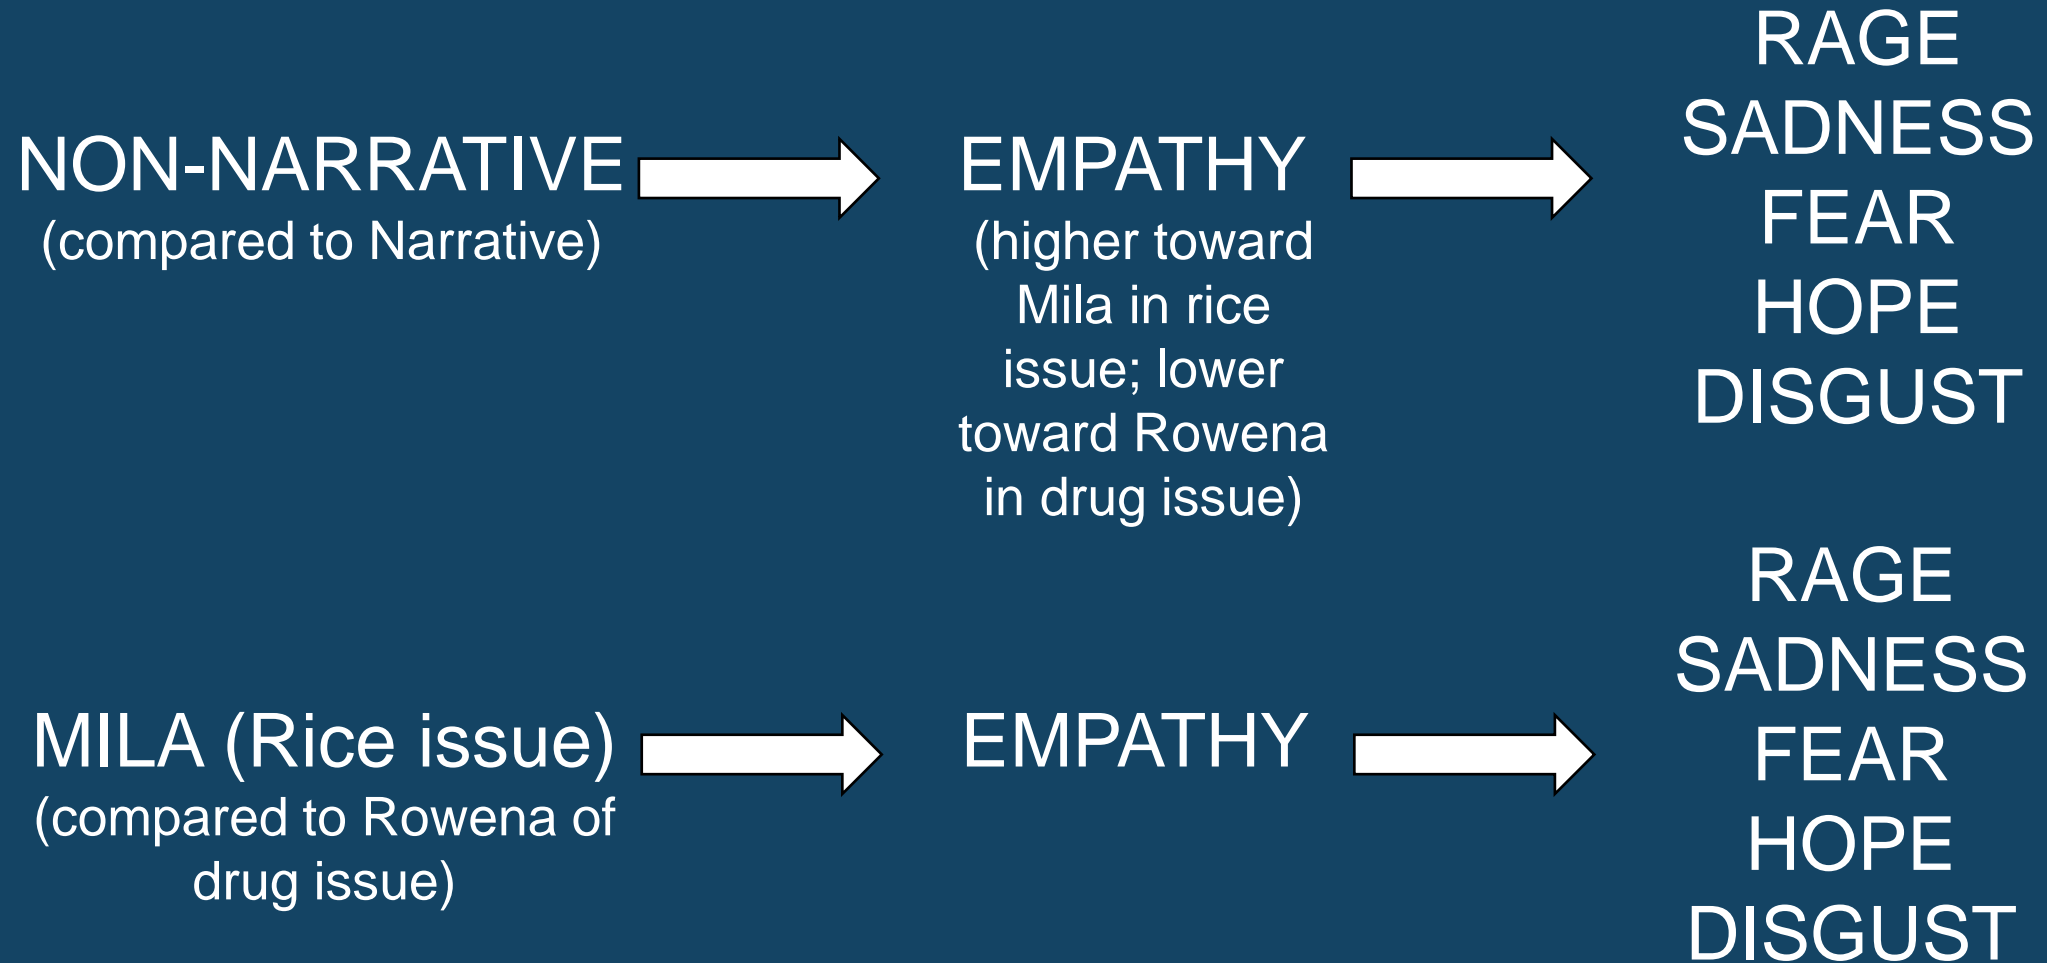 NON-NARRATIVE
(compared to Narrative)
EMPATHY
(higher toward
Mila in rice
issue; lower
toward Rowena
in drug issue)
RAGE
SADNESS
FEAR
HOPE
DISGUST
MILA (Rice issue)
(compared to Rowena of
drug issue)
EMPATHY
RAGE
SADNESS
FEAR
HOPE
DISGUST